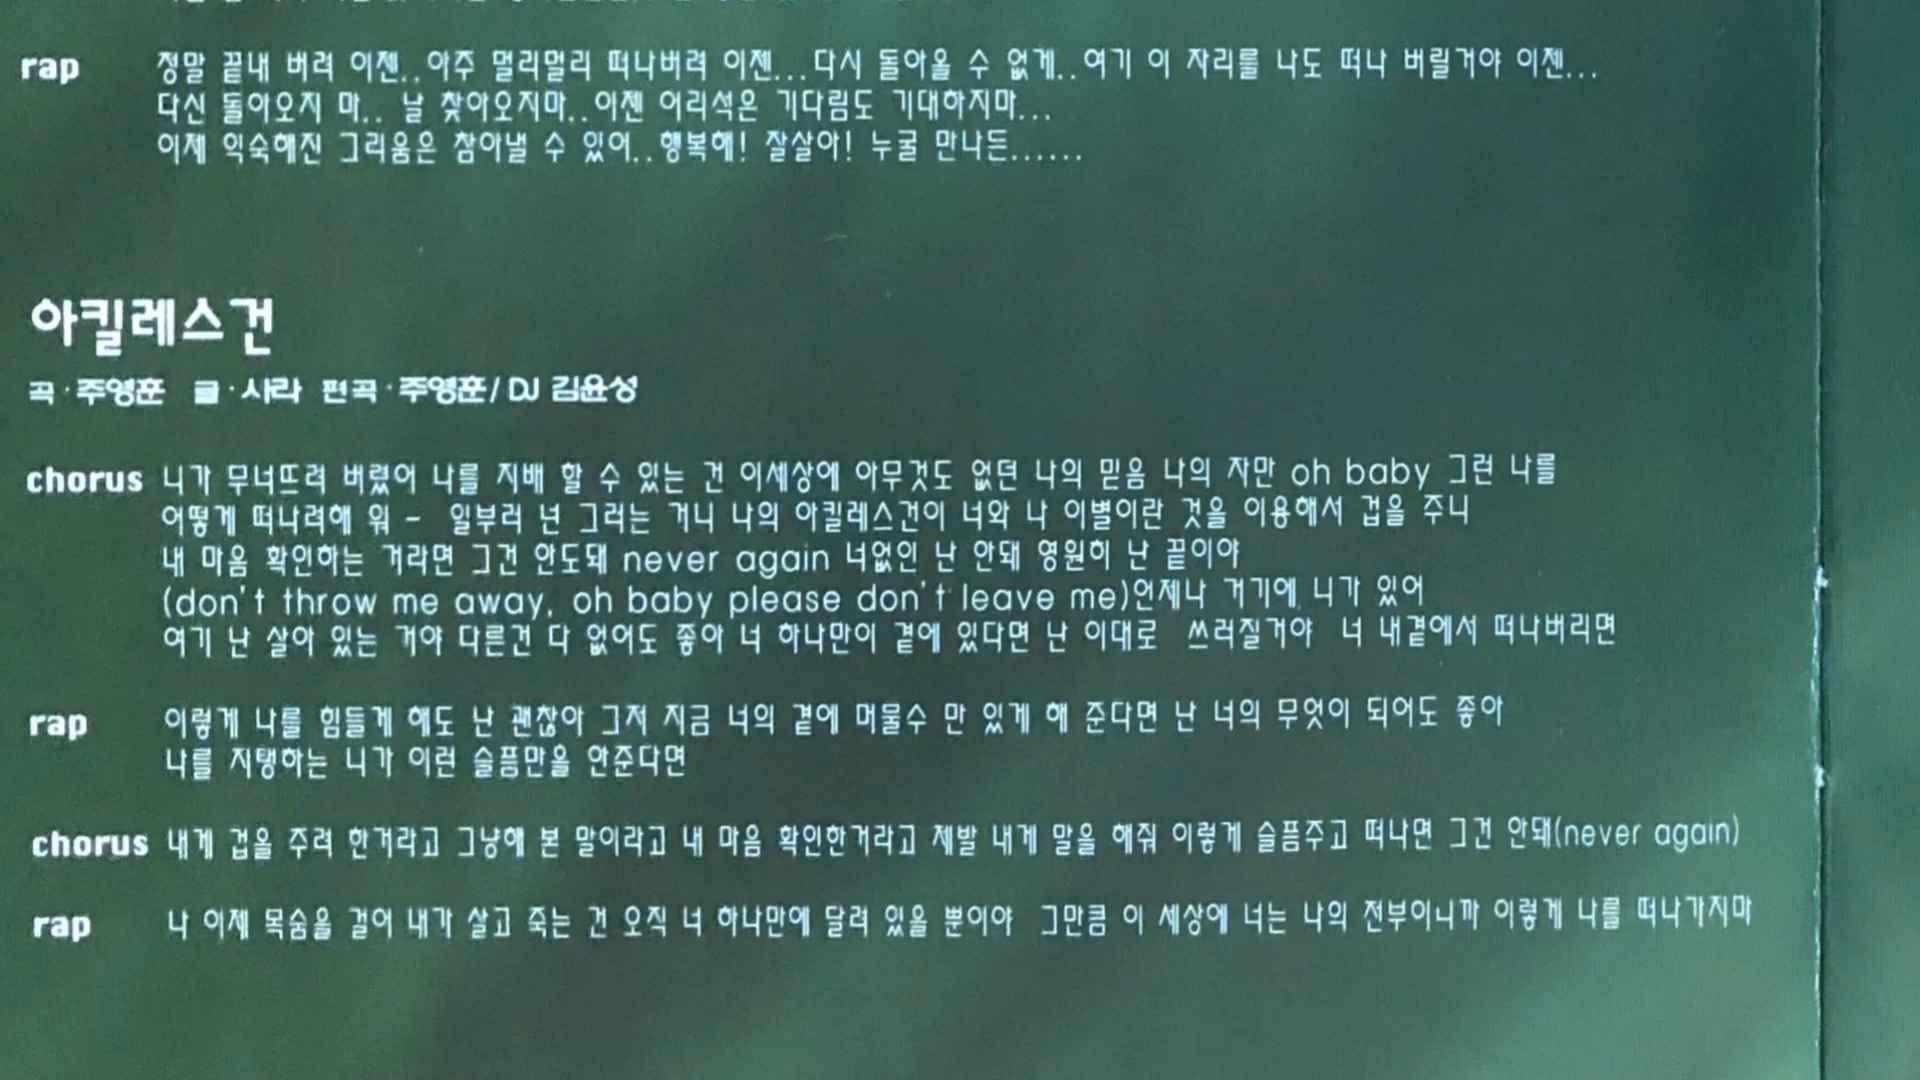 rap 정말 끝내 버려 이젠..아주 멀리멀리 떠나버려 이젠...다시 돌아올 수 없게..여기 이 자리를 나도 떠나 버릴거야 이젠...
다신 돌아오지 마.. 날 찾아오지마..이젠 어리석은 기다림도 기대하지마...
이제 익숙해진 그리움은 참아낼 수 있어..행복해! 잘살아! 누굴 만나든......
아킬레스건
곡·주영훈 글·사라 편곡·주영훈/ DJ 김윤성
chorus 니가 무너뜨려 버렸어 나를 지배 할 수 있는 건 이세상에 아무것도 없던 나의 믿음 나의 자만 oh baby 그런 나를
어떻게 떠나려해 워 - 일부러 넌 그러는 거니 나의 아킬레스건이 너와 나 이별이란 것을 이용해서 겁을 주니
내 마음 확인하는 거라면 그건 안도돼 never again 너없인 난 안돼 영원히 난 끝이야
(don't throw me away, oh baby please don't leave me)언제나 거기에 니가 있어
여기 난 살아 있는 거야 다른건 다 없어도 좋아 너 하나만이 곁에 있다면 난 이대로 쓰러질거야 너 내곁에서 떠나버리면
rap 이렇게 나를 힘들게 해도 난 괜찮아 그저 지금 너의 곁에 머물수 만 있게 해 준다면 난 너의 무엇이 되어도 좋아
나를 지탱하는 니가 이런 슬픔만을 안준다면
chorus 내게 겁을 주려 한거라고 그냥해 본 말이라고 내 마음 확인한거라고 제발 내게 말을 해줘 이렇게 슬픔주고 떠나면 그건 안돼(never again)
rap 나 이제 목숨을 걸어 내가 살고 죽는 건 오직 너 하나만에 달려 있을 뿐이야 그만큼 이 세상에 너는 나의 전부이니까 이렇게 나를 떠나가지마